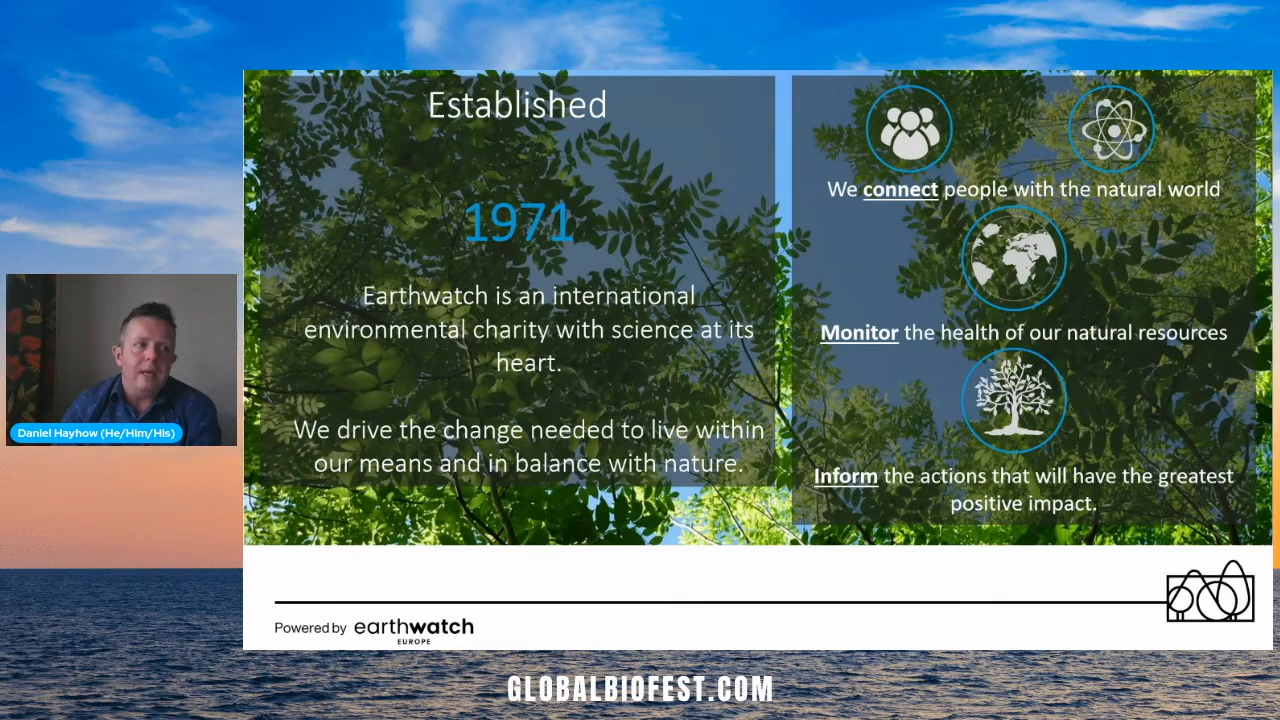 Established
1971
Earthwatch is an international
environmental charity with science at its
heart.
We drive the change needed to live within
our means and in balance with nature.
We connect people with the natural world
Monitor the health of our natural resources
Inform the actions that will have the greatest
positive impact.
Daniel Hayhow (He/Him/His)
Powered by earthwatch
EUROPE
GLOBALBIOFEST.COM